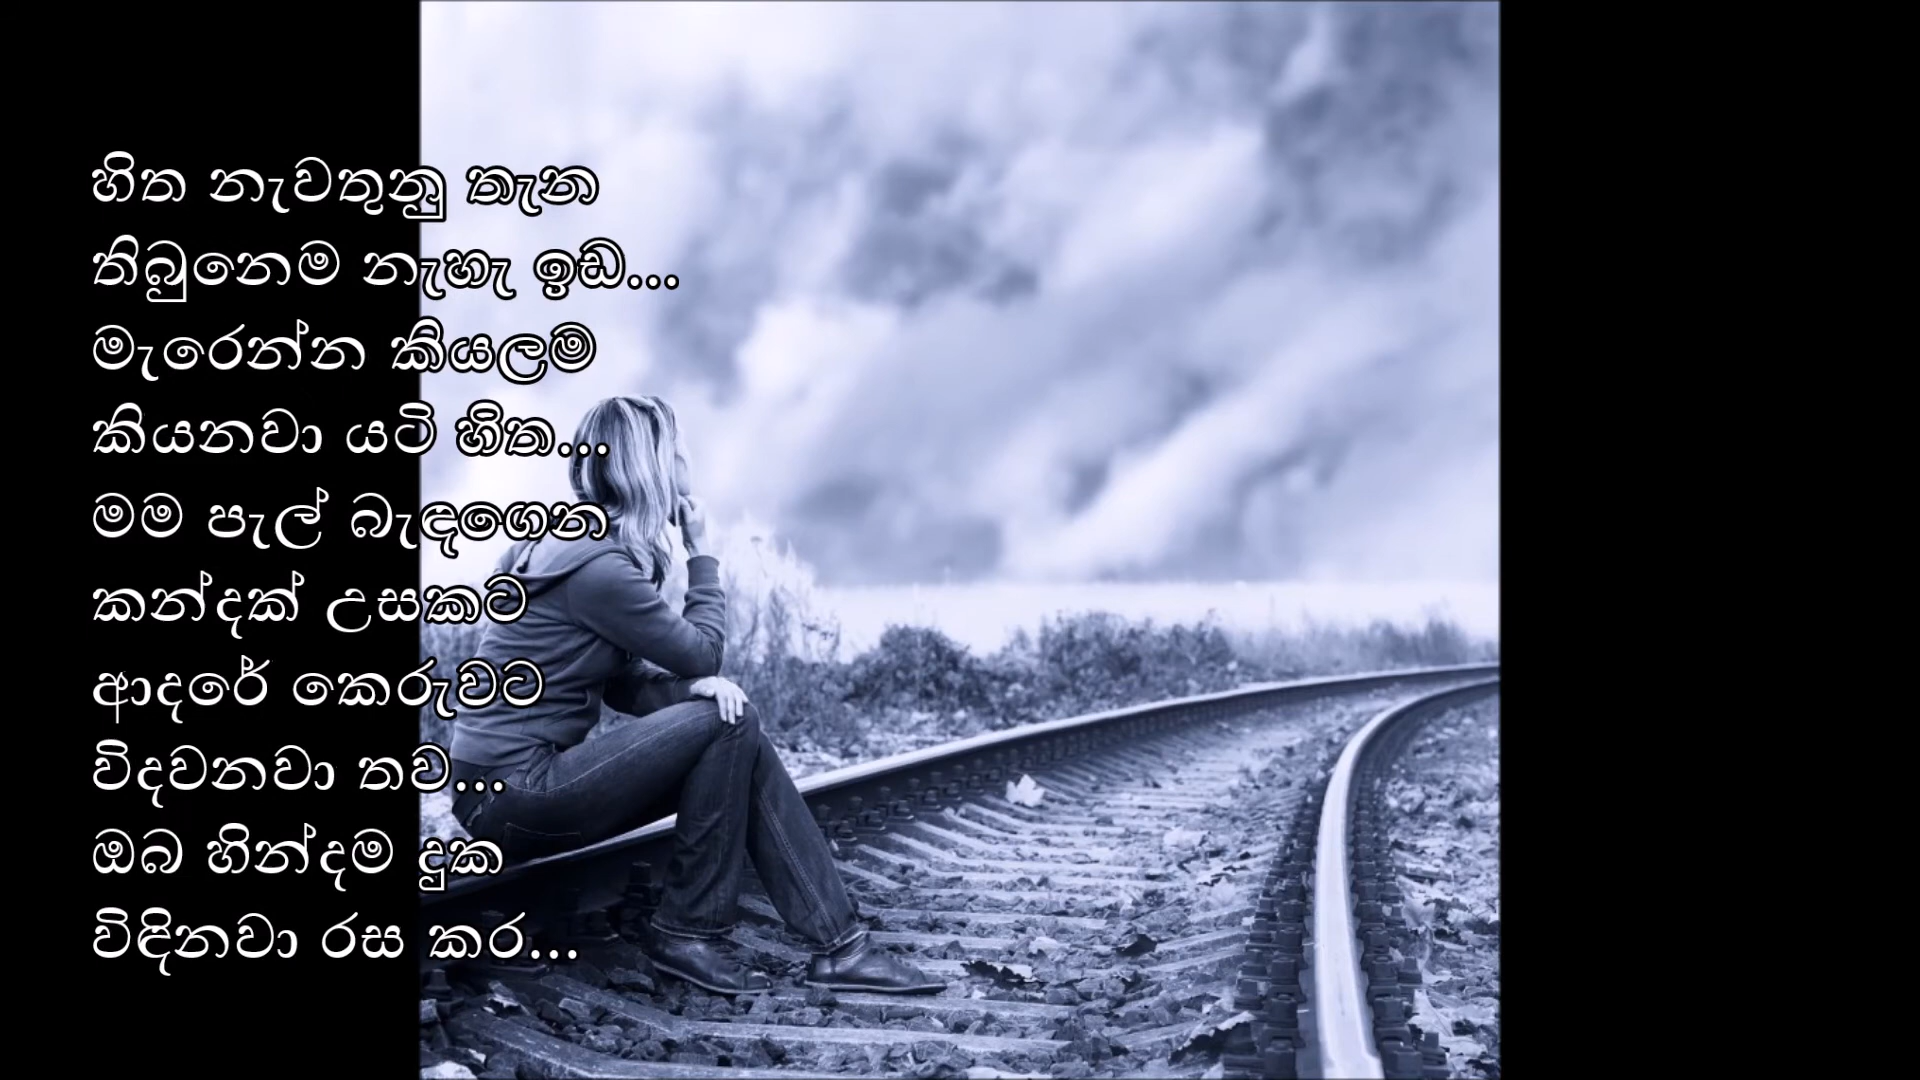 හිත නැවතුනු තැන
තිබුනෙම නැහැ ඉඩ...
මැරෙන්න කියලම
කියනවා යටි හිත...
මම පැල් බැඳගෙන
කන්දක් උසකට
ආදරේ කෙරුවට
විදවනවා තව...
ඔබ හින්දම දුක
විඳිනවා රස කර...